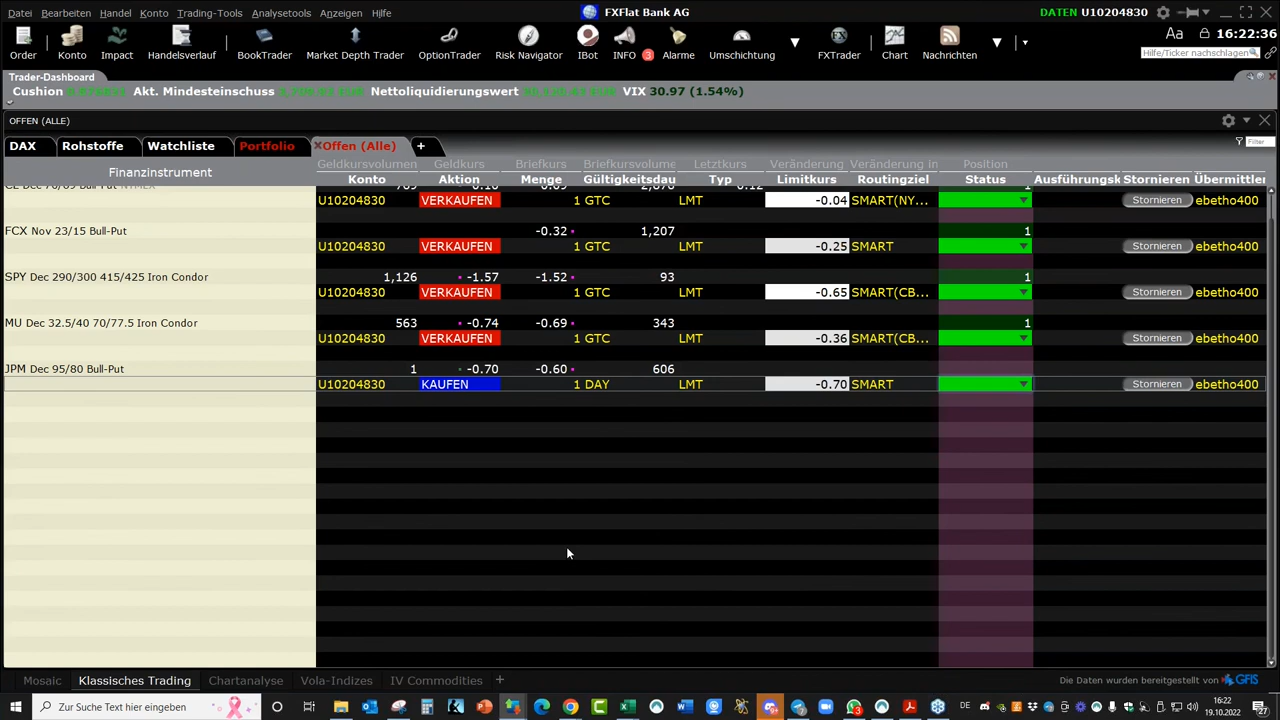 Datei Bearbeiten Handel Konto Trading-Tools Analysetools Anzeigen Hilfe FXFlat Bank AG DATEN U10204830
Aa 16:22:36
Order Konto Impact Handelsverlauf BookTrader Market Depth Trader OptionTrader Risk Navigator IBot INFO 3 Alarme Umschichtung FXTrader Chart Nachrichten Hilfe/Ticker nachschlagen
Trader-Dashboard
Cushion Akt. Mindesteinschuss Nettoliquidierungswert VIX 30.97 (1.54%)
OFFEN (ALLE)
DAX Rohstoffe Watchliste Portfolio Offen (Alle) + Filter
Geldkursvolumen Geldkurs Briefkurs Briefkursvolume Letztkurs Veränderung Veränderung in Position
Finanzinstrument Konto Aktion Menge Gültigkeitsdau Typ Limitkurs Routingziel Status Ausführungsk Stornieren Übermittler
U10204830 VERKAUFEN 1 GTC LMT -0.04 SMART(NY... Stornieren ebetho400
FCX Nov 23/15 Bull-Put -0.32 1,207 1
U10204830 VERKAUFEN 1 GTC LMT -0.25 SMART Stornieren ebetho400
SPY Dec 290/300 415/425 Iron Condor 1,126 -1.57 -1.52 93 1
U10204830 VERKAUFEN 1 GTC LMT -0.65 SMART(CB... Stornieren ebetho400
MU Dec 32.5/40 70/77.5 Iron Condor 563 -0.74 -0.69 343 1
U10204830 VERKAUFEN 1 GTC LMT -0.36 SMART(CB... Stornieren ebetho400
JPM Dec 95/80 Bull-Put 1 -0.70 -0.60 606
U10204830 KAUFEN 1 DAY LMT -0.70 SMART Stornieren ebetho400
Mosaic Klassisches Trading Chartanalyse Vola-Indizes IV Commodities + Die Daten wurden bereitgestellt von GFIS
Zur Suche Text hier eingeben DE 16:22
19.10.2022